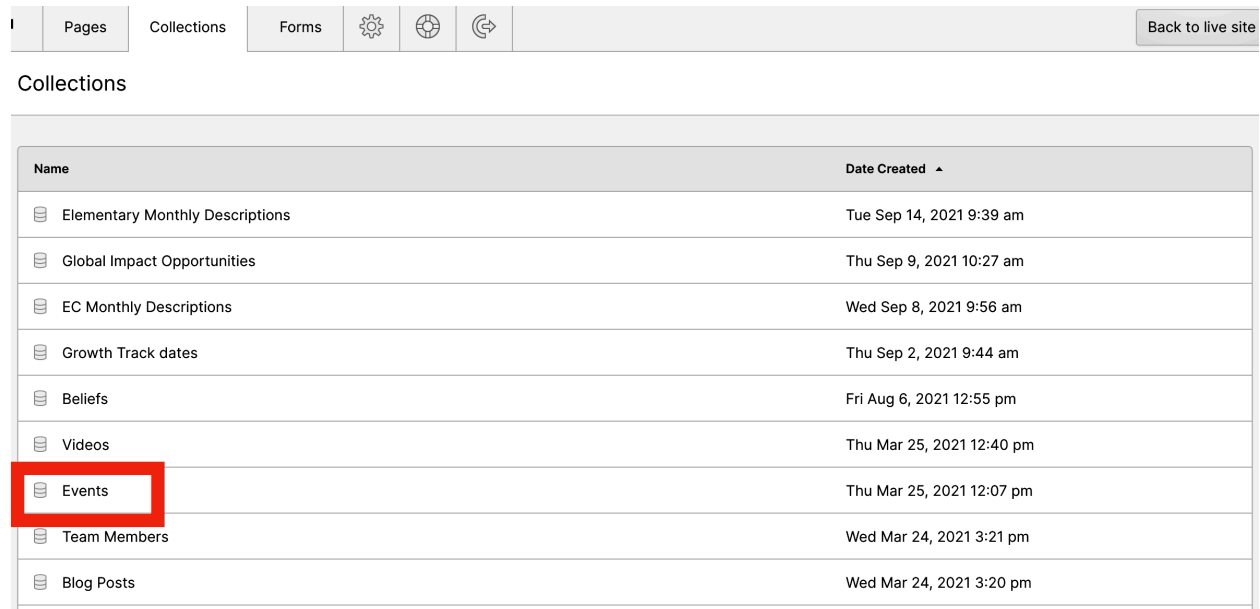 Pages Collections Forms Back to live site
Collections
Name Date Created
Elementary Monthly Descriptions Tue Sep 14, 2021 9:39 am
Global Impact Opportunities Thu Sep 9, 2021 10:27 am
EC Monthly Descriptions Wed Sep 8, 2021 9:56 am
Growth Track dates Thu Sep 2, 2021 9:44 am
Beliefs Fri Aug 6, 2021 12:55 pm
Videos Thu Mar 25, 2021 12:40 pm
Events Thu Mar 25, 2021 12:07 pm
Team Members Wed Mar 24, 2021 3:21 pm
Blog Posts Wed Mar 24, 2021 3:20 pm